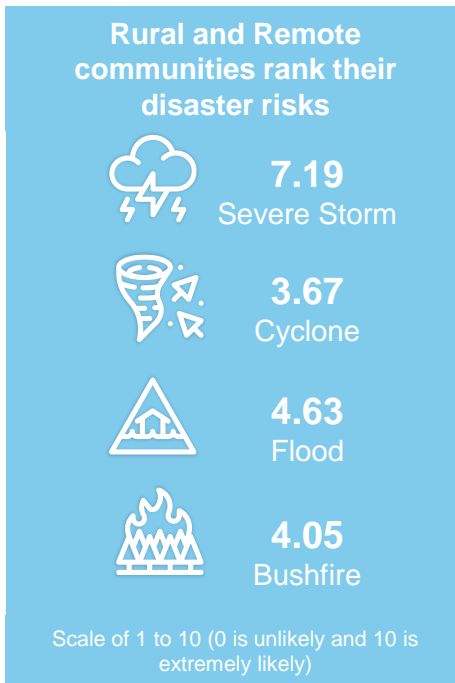 Rural and Remote
communities rank their
disaster risks
7.19
Severe Storm
3.67
Cyclone
4.63
Flood
4.05
Bushfire
Scale of 1 to 10 (0 is unlikely and 10 is
extremely likely)